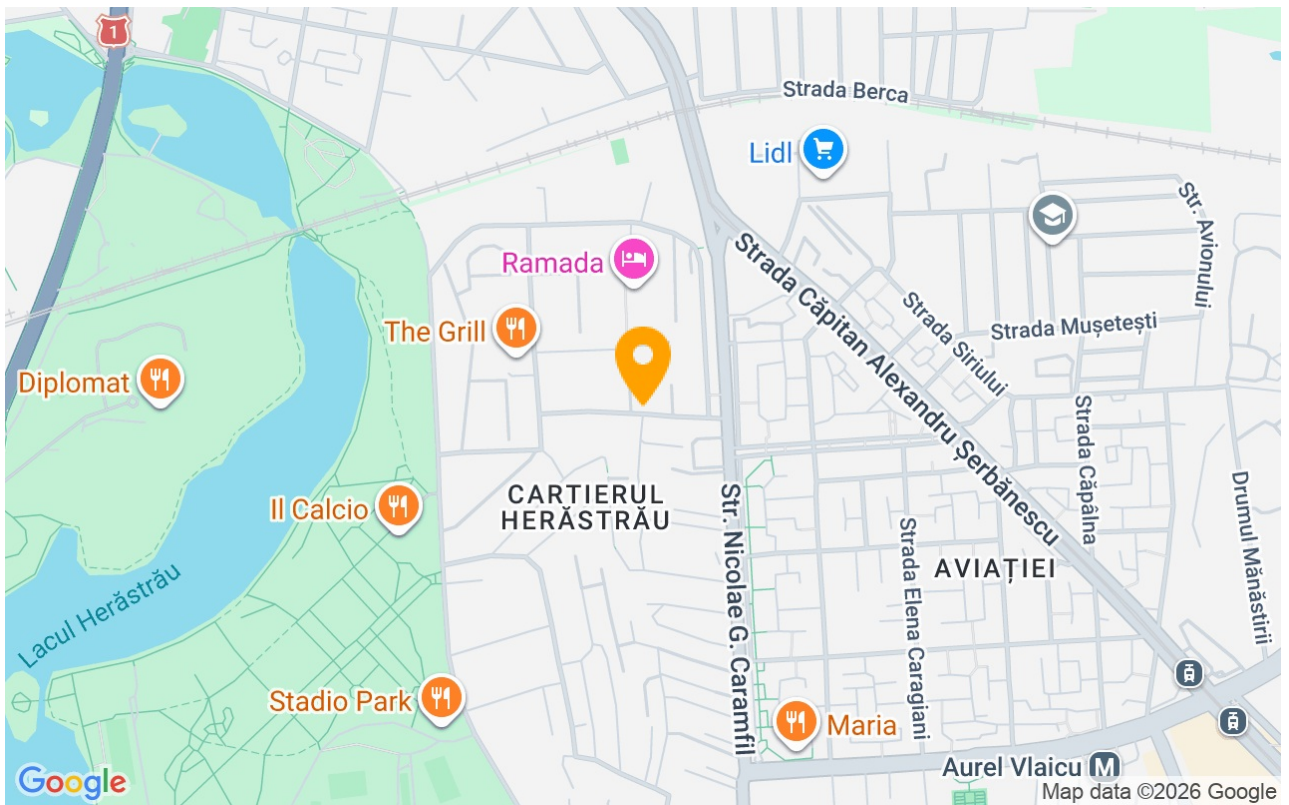 1
Strada Berca
Lidl
Str. Avionului
Ramada
Strada Căpitan Alexandru Șerbănescu
The Grill
Strada Siriului
Strada Mușetești
Diplomat
Strada Căpâlna
CARTIERUL
HERĂSTRĂU
Il Calcio
Str. Nicolae G. Caramfil
Drumul Mănăstirii
Strada Elena Caragiani
AVIAȚIEI
Lacul Herăstrău
Stadio Park
Maria
Aurel Vlaicu M
Google
Map data ©2026 Google